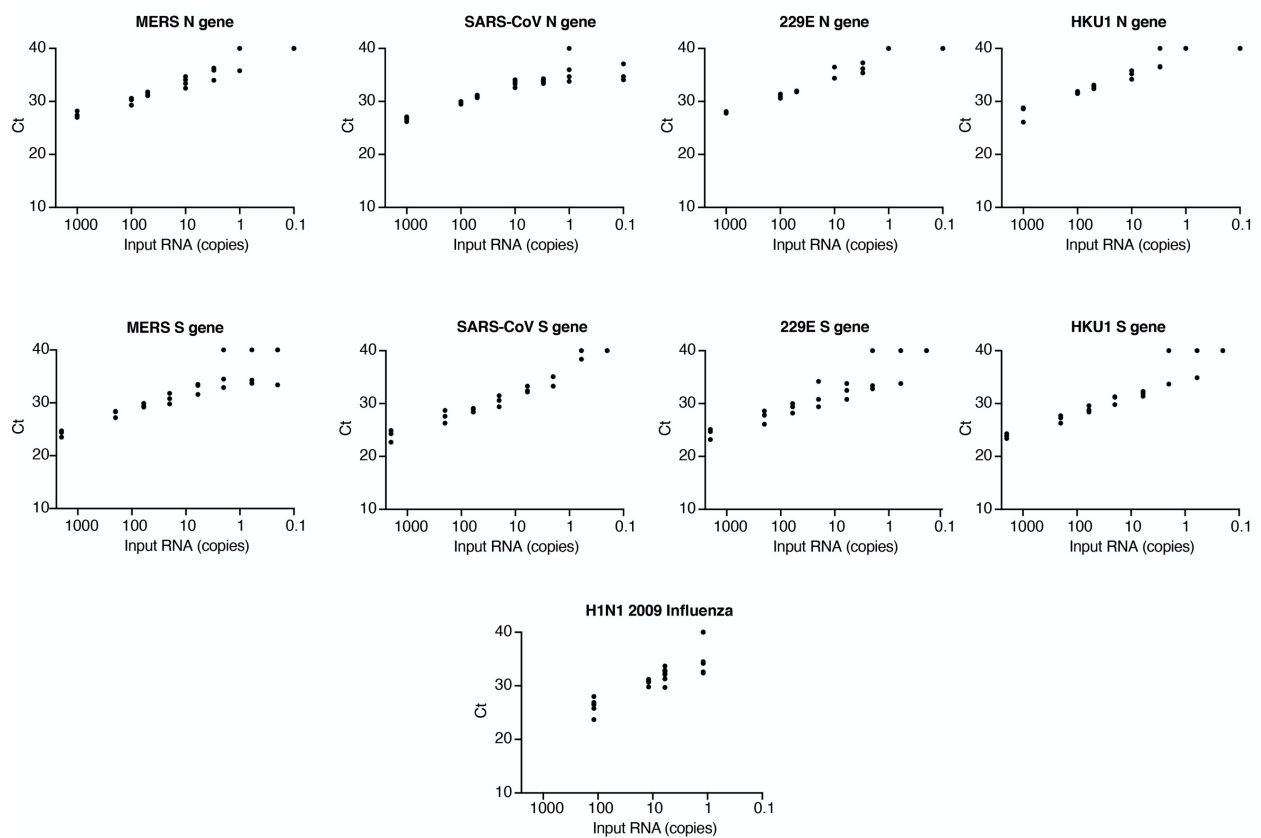 MERS N gene
40
30
20
10
Ct
1000 100 10 1 0.1
Input RNA (copies)
SARS-CoV N gene
40
30
20
10
Ct
1000 100 10 1 0.1
Input RNA (copies)
229E N gene
40
30
20
10
Ct
1000 100 10 1 0.1
Input RNA (copies)
HKU1 N gene
40
30
20
10
Ct
1000 100 10 1 0.1
Input RNA (copies)
MERS S gene
40
30
20
10
Ct
1000 100 10 1 0.1
Input RNA (copies)
SARS-CoV S gene
40
30
20
10
Ct
1000 100 10 1 0.1
Input RNA (copies)
229E S gene
40
30
20
10
Ct
1000 100 10 1 0.1
Input RNA (copies)
HKU1 S gene
40
30
20
10
Ct
1000 100 10 1 0.1
Input RNA (copies)
H1N1 2009 Influenza
40
30
20
10
Ct
1000 100 10 1 0.1
Input RNA (copies)